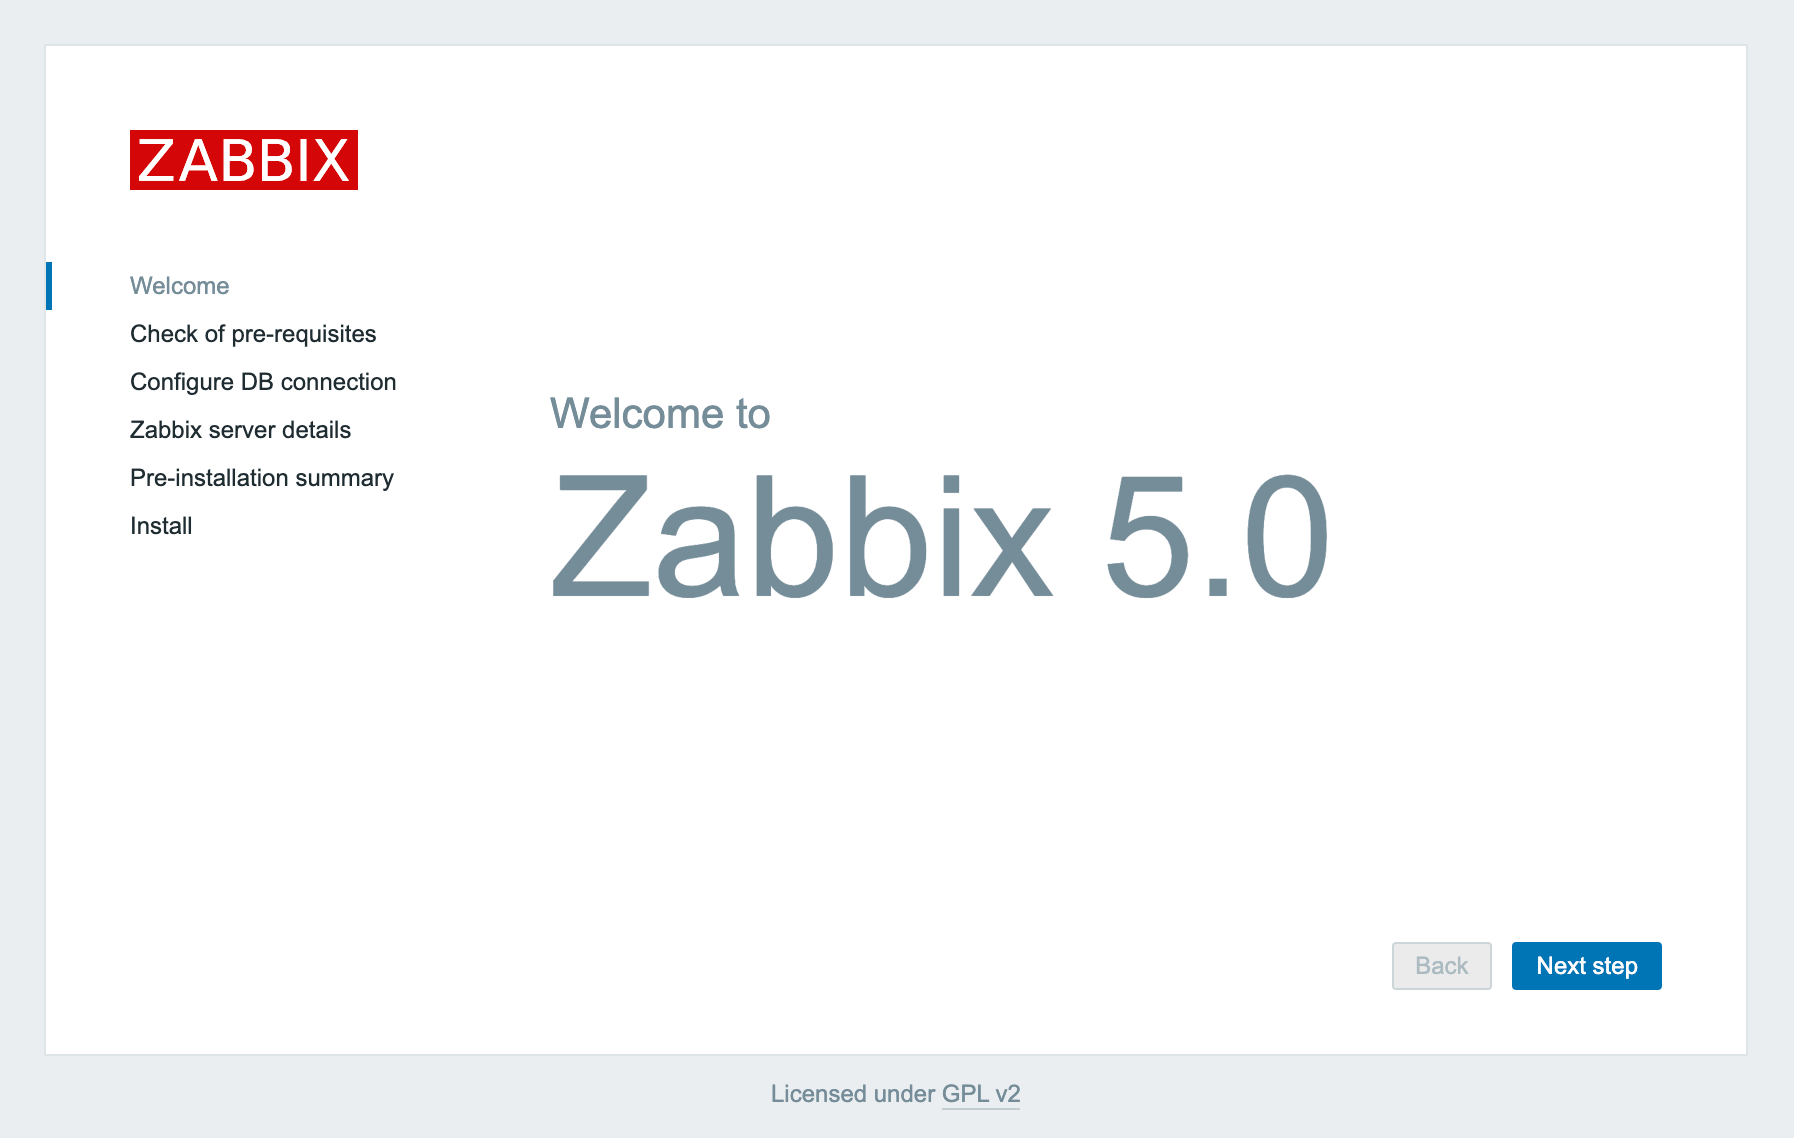 ZABBIX
Welcome
Check of pre-requisites
Configure DB connection
Zabbix server details
Pre-installation summary
Install
Welcome to
Zabbix 5.0
Back
Next step
Licensed under GPL v2